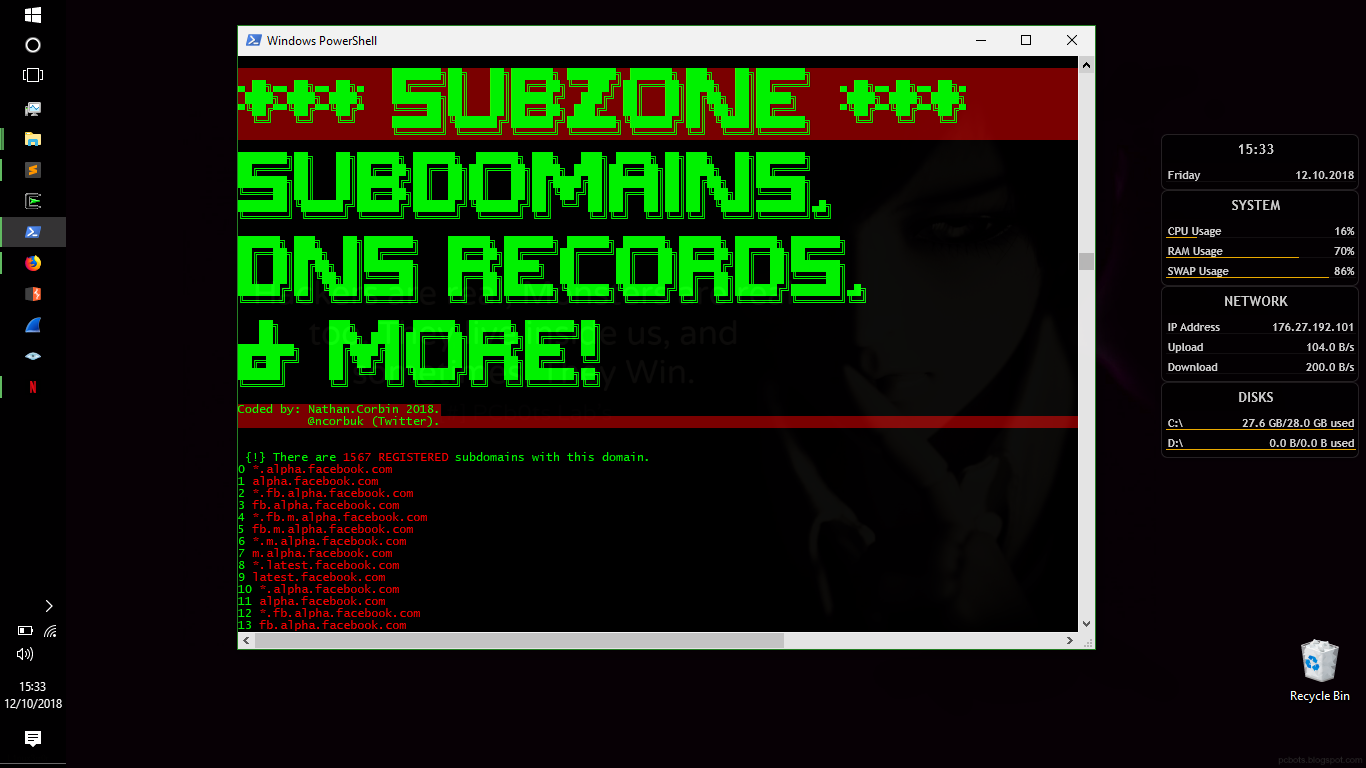 Windows PowerShell
*** SUBZONE ***
SUBDOMAINS.
DNS RECORDS.
& MORE!
Coded by: Nathan.Corbin 2018.
@ncorbuk (Twitter).
{!} There are 1567 REGISTERED subdomains with this domain.
0 *.alpha.facebook.com
1 alpha.facebook.com
2 *.fb.alpha.facebook.com
3 fb.alpha.facebook.com
4 *.fb.m.alpha.facebook.com
5 fb.m.alpha.facebook.com
6 *.m.alpha.facebook.com
7 m.alpha.facebook.com
8 *.latest.facebook.com
9 latest.facebook.com
10 *.alpha.facebook.com
11 alpha.facebook.com
12 *.fb.alpha.facebook.com
13 fb.alpha.facebook.com
15:33
Friday 12.10.2018
SYSTEM
CPU Usage 16%
RAM Usage 70%
SWAP Usage 86%
NETWORK
IP Address 176.27.192.101
Upload 104.0 B/s
Download 200.0 B/s
DISKS
C:\ 27.6 GB/28.0 GB used
D:\ 0.0 B/0.0 B used
N
15:33
12/10/2018
Recycle Bin
pcbots.blogspot.com